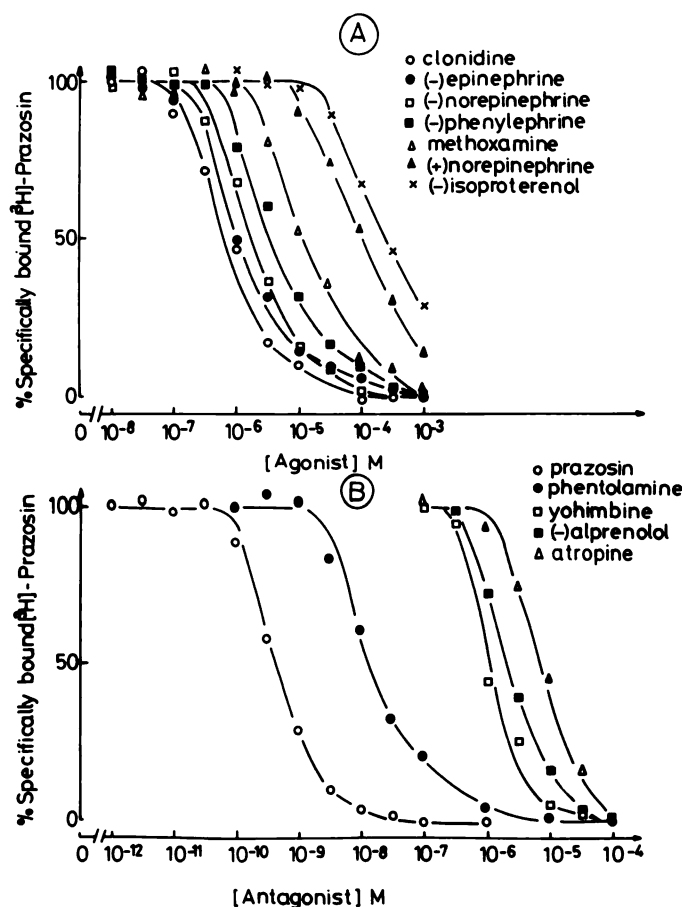 A
clonidine
(-)epinephrine
(-)norepinephrine
(-)phenylephrine
methoxamine
(+)norepinephrine
(-)isoproterenol
% Specifically bound [³H]-Prazosin
100
50
0
0 10⁻⁸ 10⁻⁷ 10⁻⁶ 10⁻⁵ 10⁻⁴ 10⁻³
[Agonist] M
B
prazosin
phentolamine
yohimbine
(-)alprenolol
atropine
% Specifically bound [³H]-Prazosin
100
50
0
0 10⁻¹² 10⁻¹¹ 10⁻¹⁰ 10⁻⁹ 10⁻⁸ 10⁻⁷ 10⁻⁶ 10⁻⁵ 10⁻⁴
[Antagonist] M